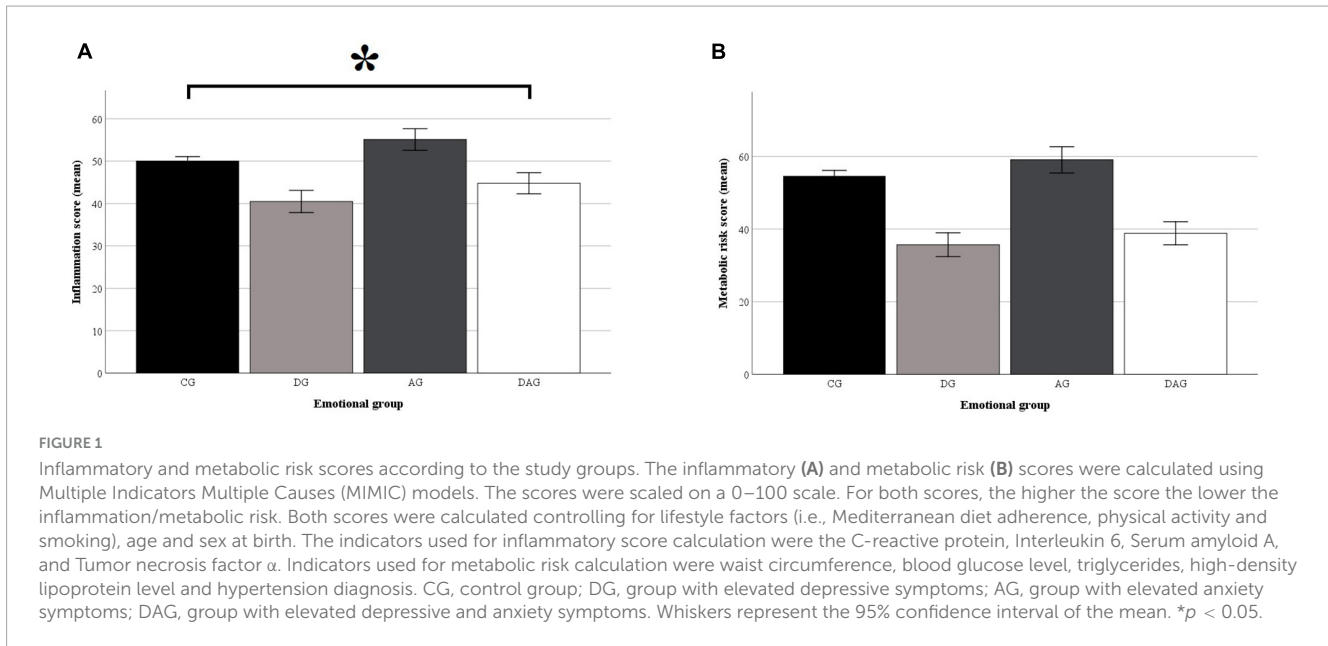 A
*
Inflammation score (mean)
60
50
40
30
20
10
0
CG DG AG DAG
Emotional group
B
Metabolic risk score (mean)
60
40
20
0
CG DG AG DAG
Emotional group
FIGURE 1
Inflammatory and metabolic risk scores according to the study groups. The inflammatory (A) and metabolic risk (B) scores were calculated using
Multiple Indicators Multiple Causes (MIMIC) models. The scores were scaled on a 0–100 scale. For both scores, the higher the score the lower the
inflammation/metabolic risk. Both scores were calculated controlling for lifestyle factors (i.e., Mediterranean diet adherence, physical activity and
smoking), age and sex at birth. The indicators used for inflammatory score calculation were the C-reactive protein, Interleukin 6, Serum amyloid A,
and Tumor necrosis factor α. Indicators used for metabolic risk calculation were waist circumference, blood glucose level, triglycerides, high-density
lipoprotein level and hypertension diagnosis. CG, control group; DG, group with elevated depressive symptoms; AG, group with elevated anxiety
symptoms; DAG, group with elevated depressive and anxiety symptoms. Whiskers represent the 95% confidence interval of the mean. *p < 0.05.